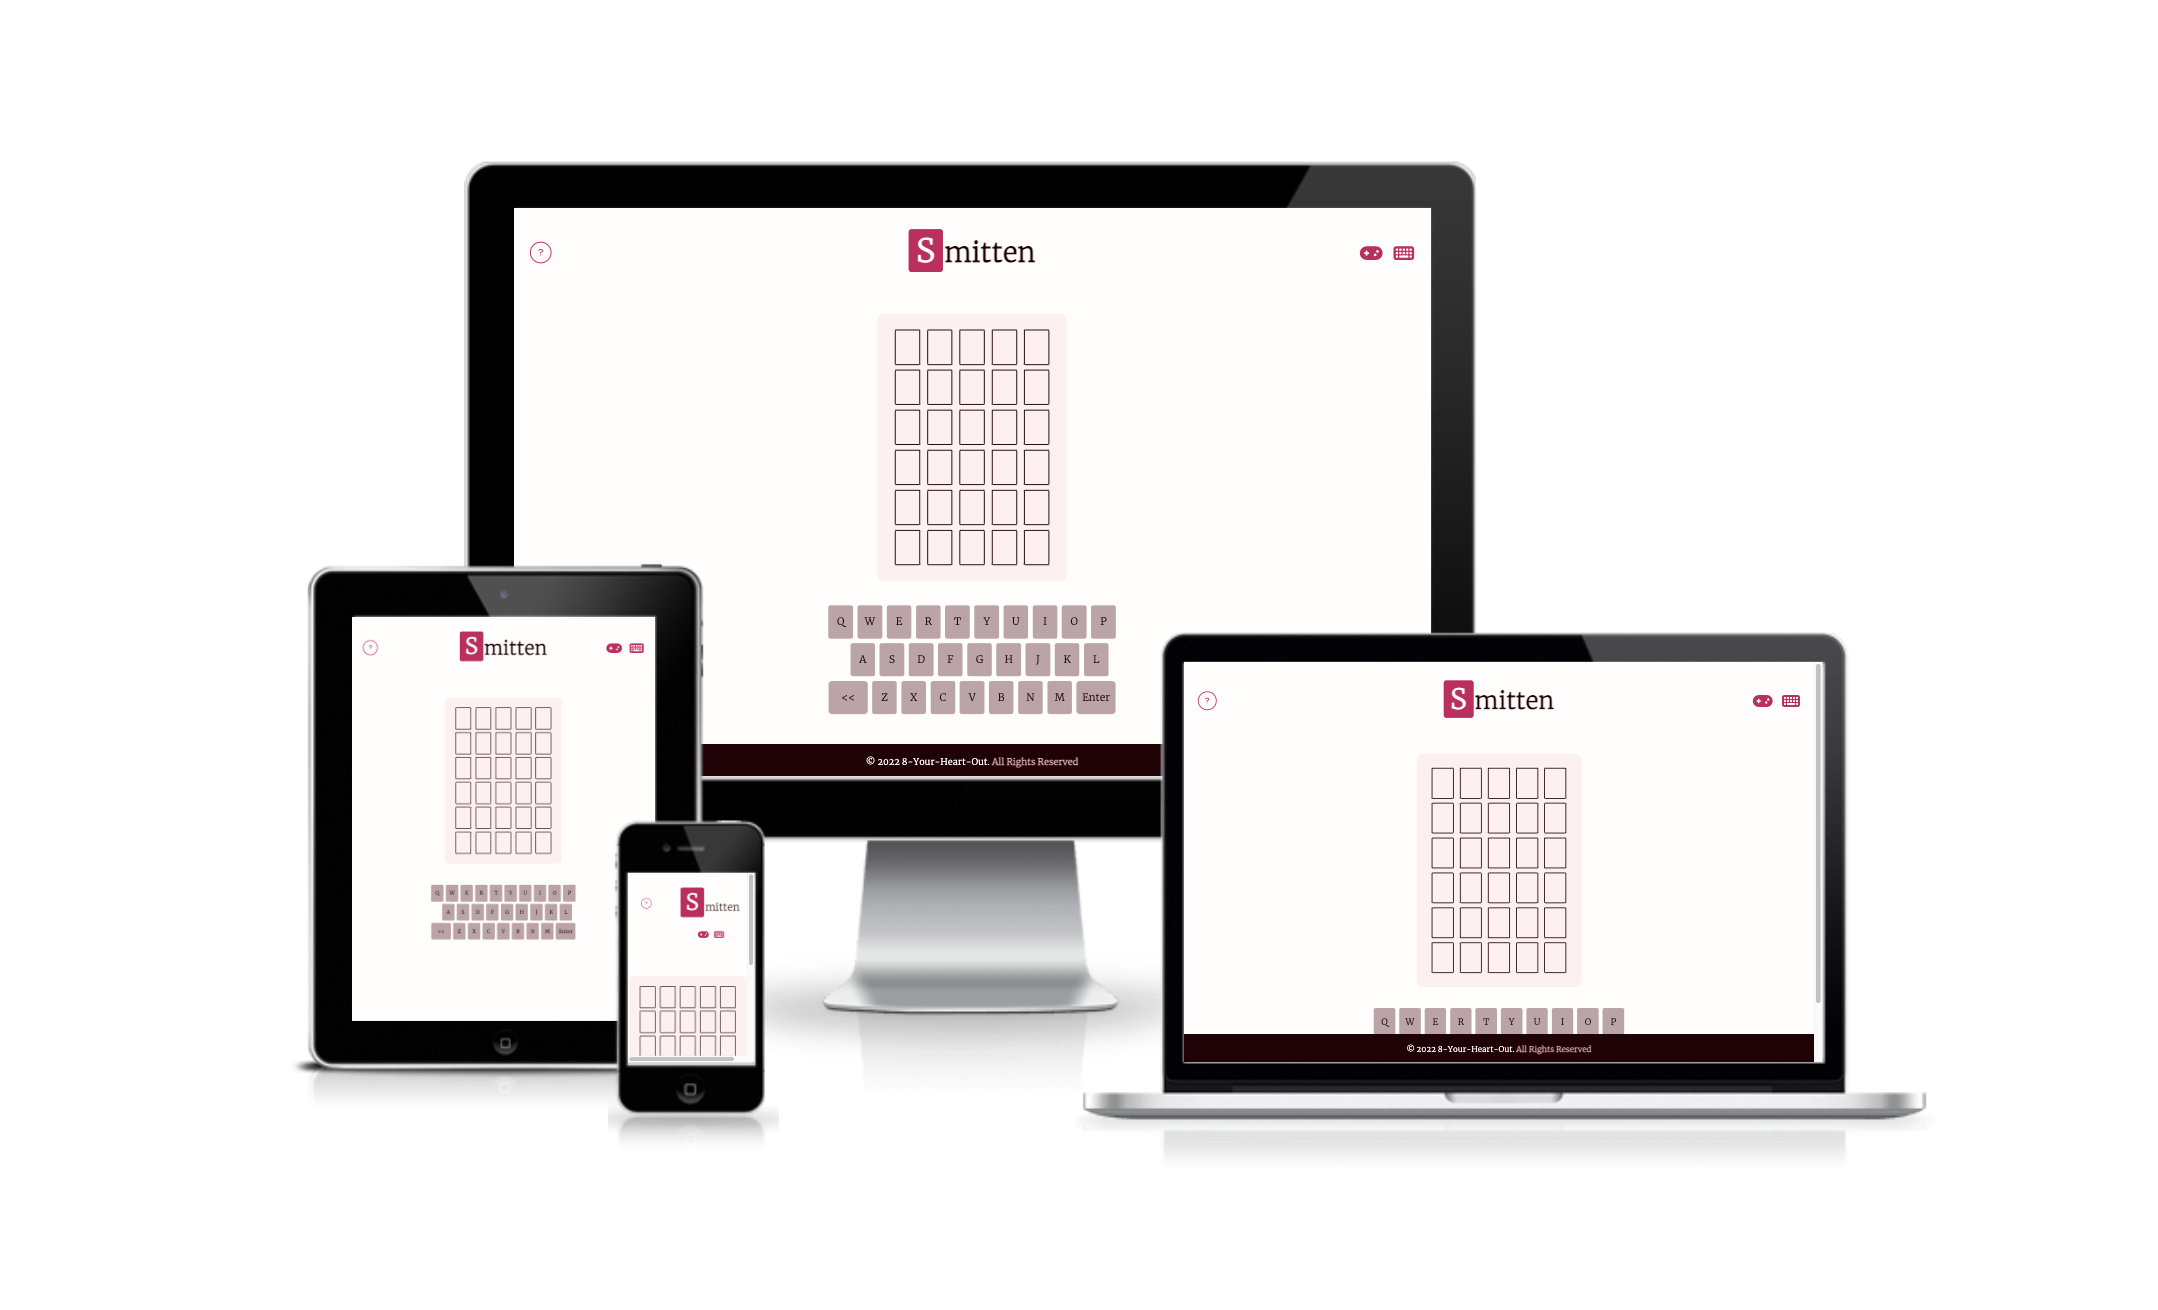 ?
Smitten
Q W E R T Y U I O P
A S D F G H J K L
<< Z X C V B N M Enter
© 2022 8-Your-Heart-Out. All Rights Reserved
?
Smitten
Q W E R T Y U I O P
A S D F G H J K L
<< Z X C V B N M Enter
?
Smitten
?
Smitten
Q W E R T Y U I O P
© 2022 8-Your-Heart-Out. All Rights Reserved